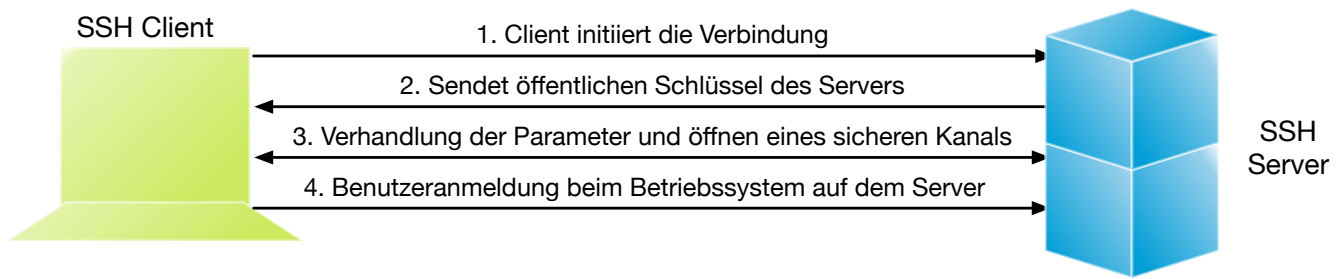 SSH Client
1. Client initiiert die Verbindung
2. Sendet öffentlichen Schlüssel des Servers
3. Verhandlung der Parameter und öffnen eines sicheren Kanals
4. Benutzeranmeldung beim Betriebssystem auf dem Server
SSH
Server